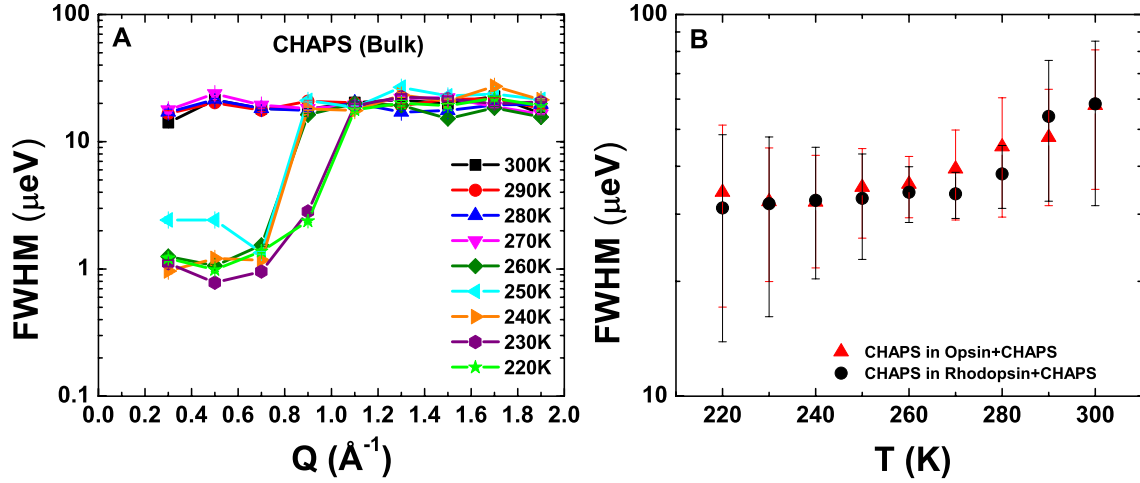 A
CHAPS (Bulk)
FWHM (μeV)
100
10
1
0.1
300K
290K
280K
270K
260K
250K
240K
230K
220K
0.0 0.2 0.4 0.6 0.8 1.0 1.2 1.4 1.6 1.8 2.0
Q (Å⁻¹)
B
FWHM (μeV)
100
10
CHAPS in Opsin+CHAPS
CHAPS in Rhodopsin+CHAPS
220 240 260 280 300
T (K)